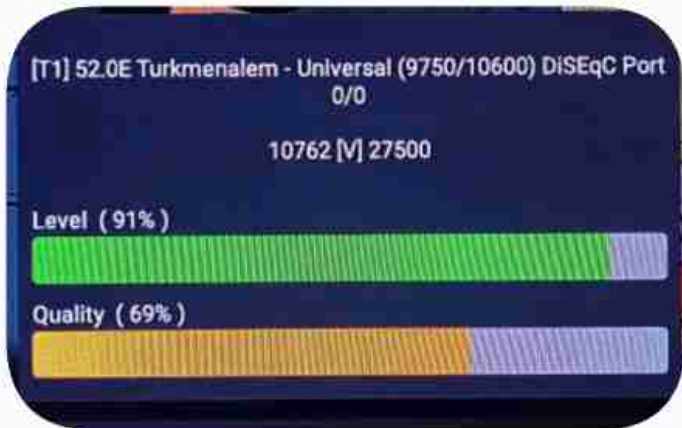 [T1] 52.0E Turkmenalem - Universal (9750/10600) DiSEqC Port
0/0
10762 [V] 27500
Level ( 91% )
Quality ( 69% )